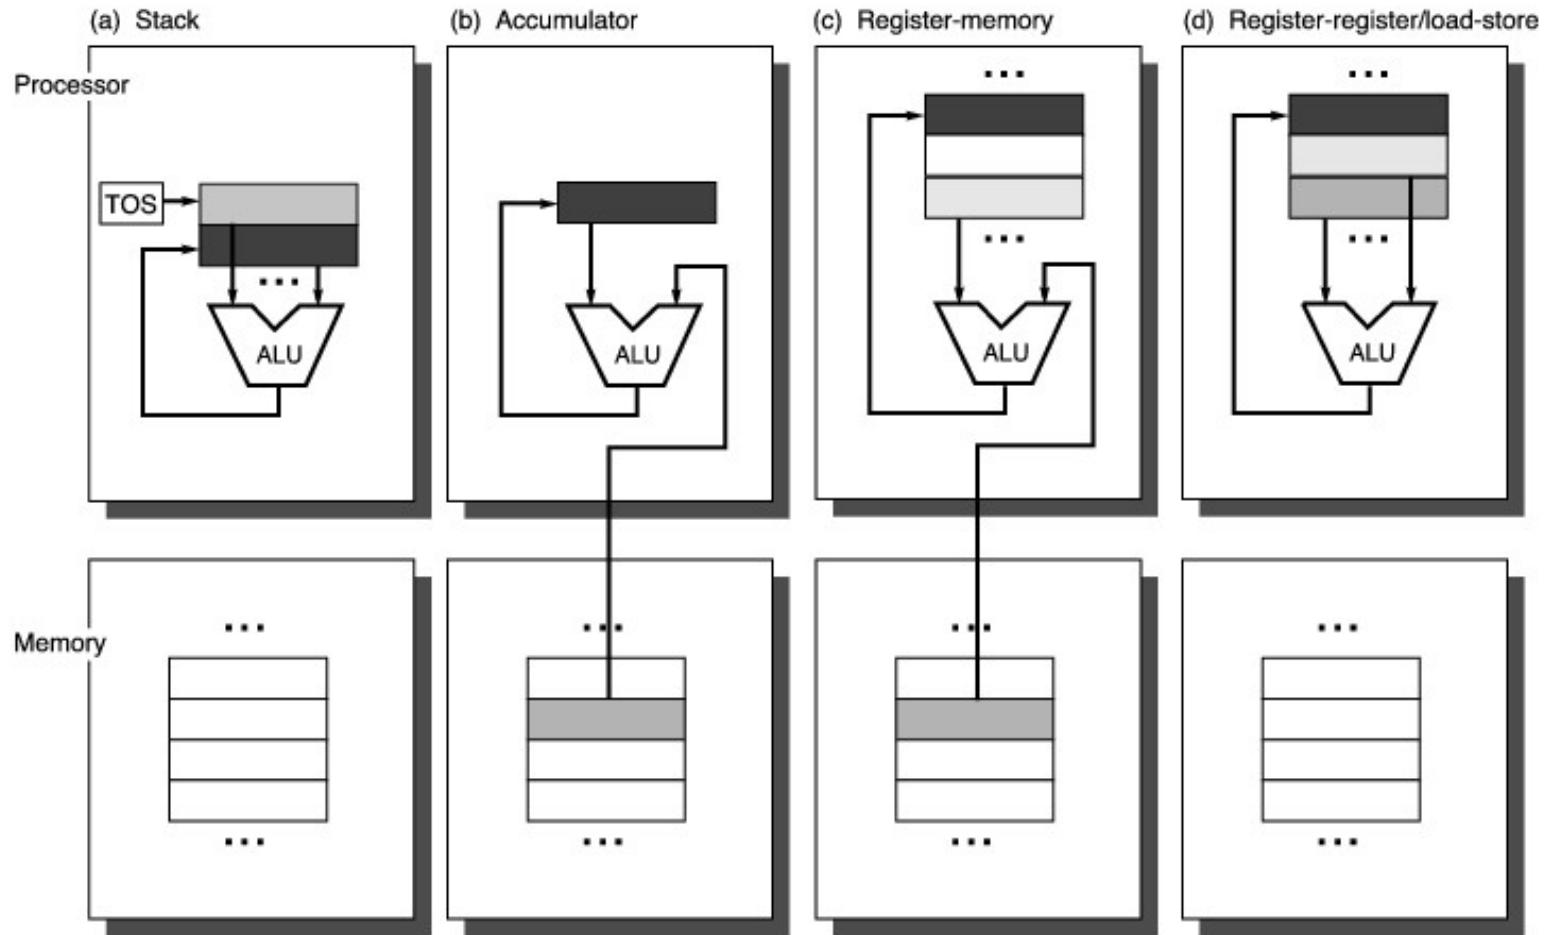 (a) Stack
(b) Accumulator
(c) Register-memory
(d) Register-register/load-store
Processor
...
...
TOS
...
...
...
ALU
ALU
ALU
ALU
Memory
...
...
...
...
...
...
...
...